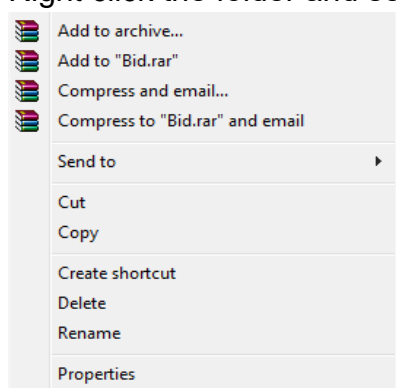 Right click the folder and se
Add to archive...
Add to "Bid.rar"
Compress and email...
Compress to "Bid.rar" and email
Send to
Cut
Copy
Create shortcut
Delete
Rename
Properties